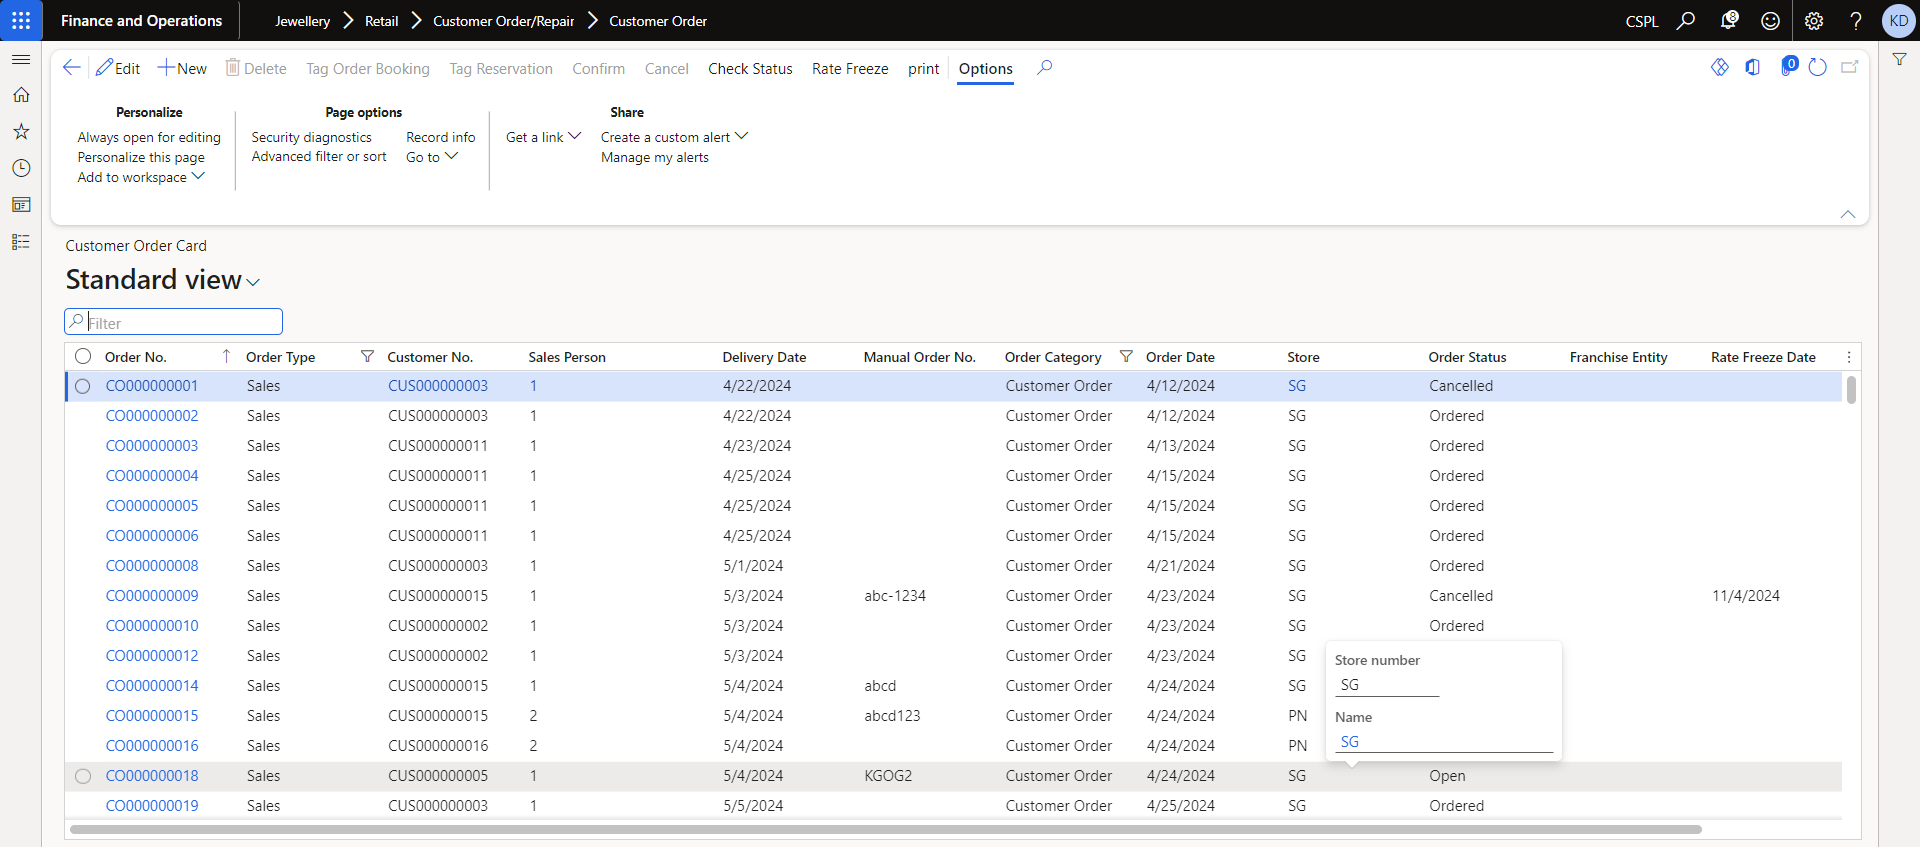 Finance and Operations Jewellery Retail Customer Order/Repair Customer Order CSPL 8 ? KD
Edit New Delete Tag Order Booking Tag Reservation Confirm Cancel Check Status Rate Freeze print Options 0
Personalize Page options Share
Always open for editing Security diagnostics Record info Get a link Create a custom alert
Personalize this page Advanced filter or sort Go to Manage my alerts
Add to workspace
Customer Order Card
Standard view
Filter
Order No. Order Type Customer No. Sales Person Delivery Date Manual Order No. Order Category Order Date Store Order Status Franchise Entity Rate Freeze Date
CO000000001 Sales CUS000000003 1 4/22/2024 Customer Order 4/12/2024 SG Cancelled
CO000000002 Sales CUS000000003 1 4/22/2024 Customer Order 4/12/2024 SG Ordered
CO000000003 Sales CUS000000011 1 4/23/2024 Customer Order 4/13/2024 SG Ordered
CO000000004 Sales CUS000000011 1 4/25/2024 Customer Order 4/15/2024 SG Ordered
CO000000005 Sales CUS000000011 1 4/25/2024 Customer Order 4/15/2024 SG Ordered
CO000000006 Sales CUS000000011 1 4/25/2024 Customer Order 4/15/2024 SG Ordered
CO000000008 Sales CUS000000003 1 5/1/2024 Customer Order 4/21/2024 SG Ordered
CO000000009 Sales CUS000000015 1 5/3/2024 abc-1234 Customer Order 4/23/2024 SG Cancelled 11/4/2024
CO000000010 Sales CUS000000002 1 5/3/2024 Customer Order 4/23/2024 SG Ordered
CO000000012 Sales CUS000000002 1 5/3/2024 Customer Order 4/23/2024 SG
CO000000014 Sales CUS000000015 1 5/4/2024 abcd Customer Order 4/24/2024 SG
CO000000015 Sales CUS000000015 2 5/4/2024 abcd123 Customer Order 4/24/2024 PN
CO000000016 Sales CUS000000016 2 5/4/2024 Customer Order 4/24/2024 PN
CO000000018 Sales CUS000000005 1 5/4/2024 KGOG2 Customer Order 4/24/2024 SG Open
CO000000019 Sales CUS000000003 1 5/5/2024 Customer Order 4/25/2024 SG Ordered
Store number
SG
Name
SG